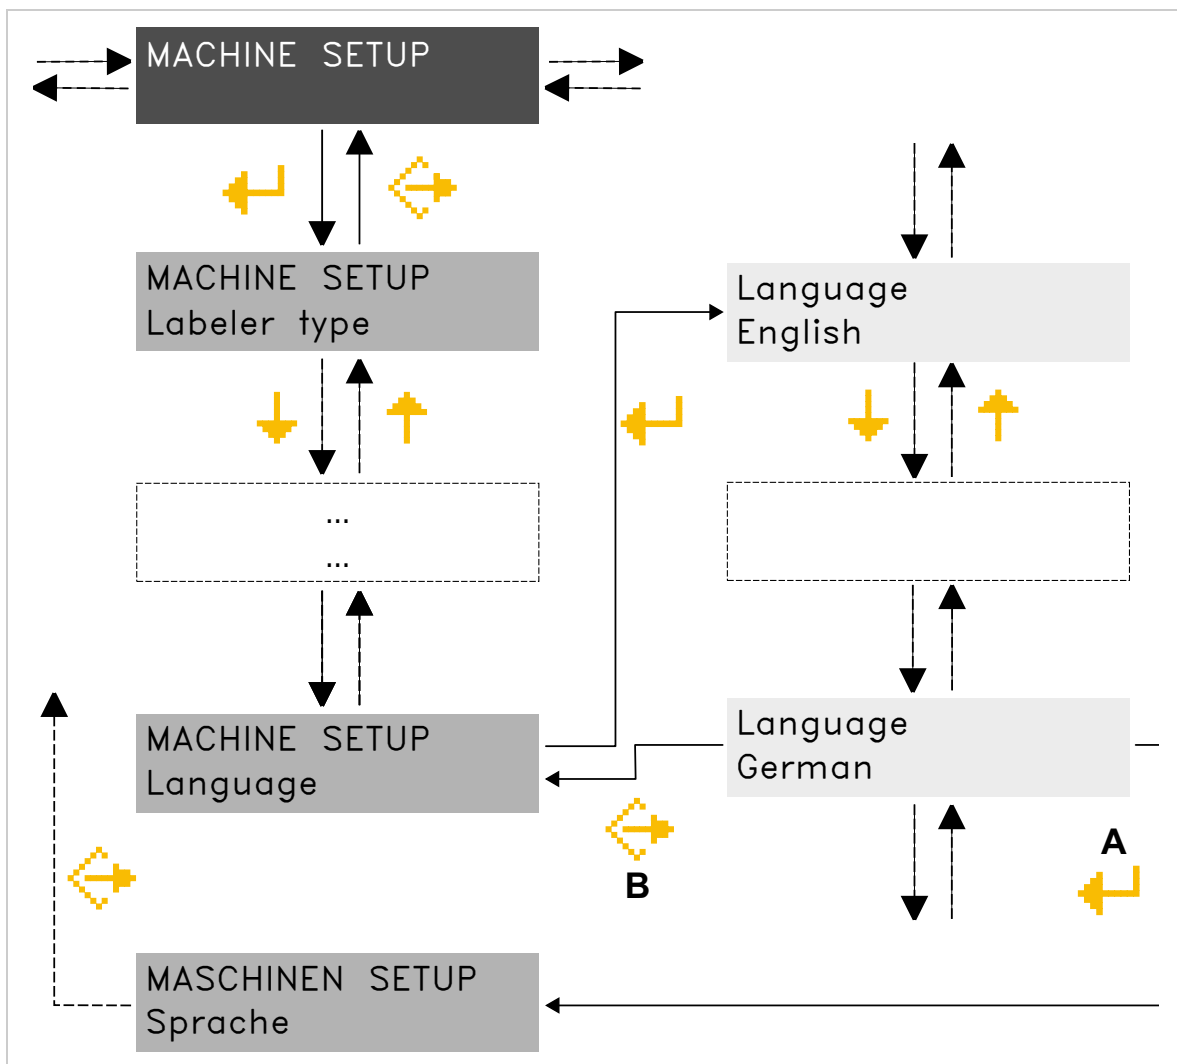 MACHINE SETUP
MACHINE SETUP
Labeler type
Language
English
...
...
MACHINE SETUP
Language
Language
German
A
B
MASCHINEN SETUP
Sprache